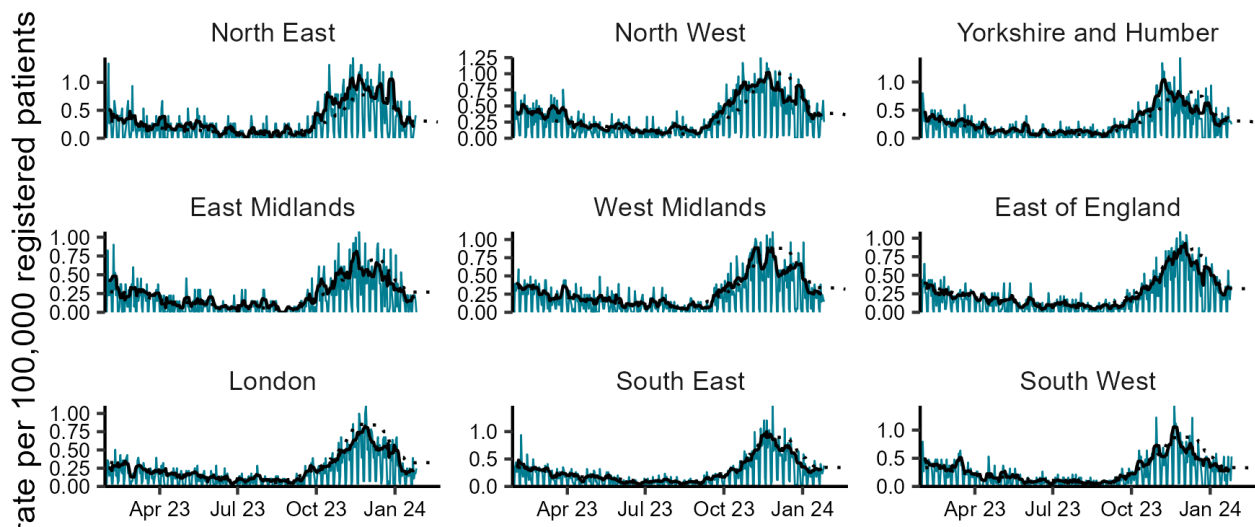 rate per 100,000 registered patients
North East
North West
Yorkshire and Humber
1.0
0.5
0.0
1.25
1.00
0.75
0.50
0.25
0.00
1.0
0.5
0.0
East Midlands
West Midlands
East of England
1.00
0.75
0.50
0.25
0.00
1.00
0.75
0.50
0.25
0.00
1.00
0.75
0.50
0.25
0.00
London
South East
South West
1.00
0.75
0.50
0.25
0.00
1.0
0.5
0.0
1.0
0.5
0.0
Apr 23 Jul 23 Oct 23 Jan 24
Apr 23 Jul 23 Oct 23 Jan 24
Apr 23 Jul 23 Oct 23 Jan 24